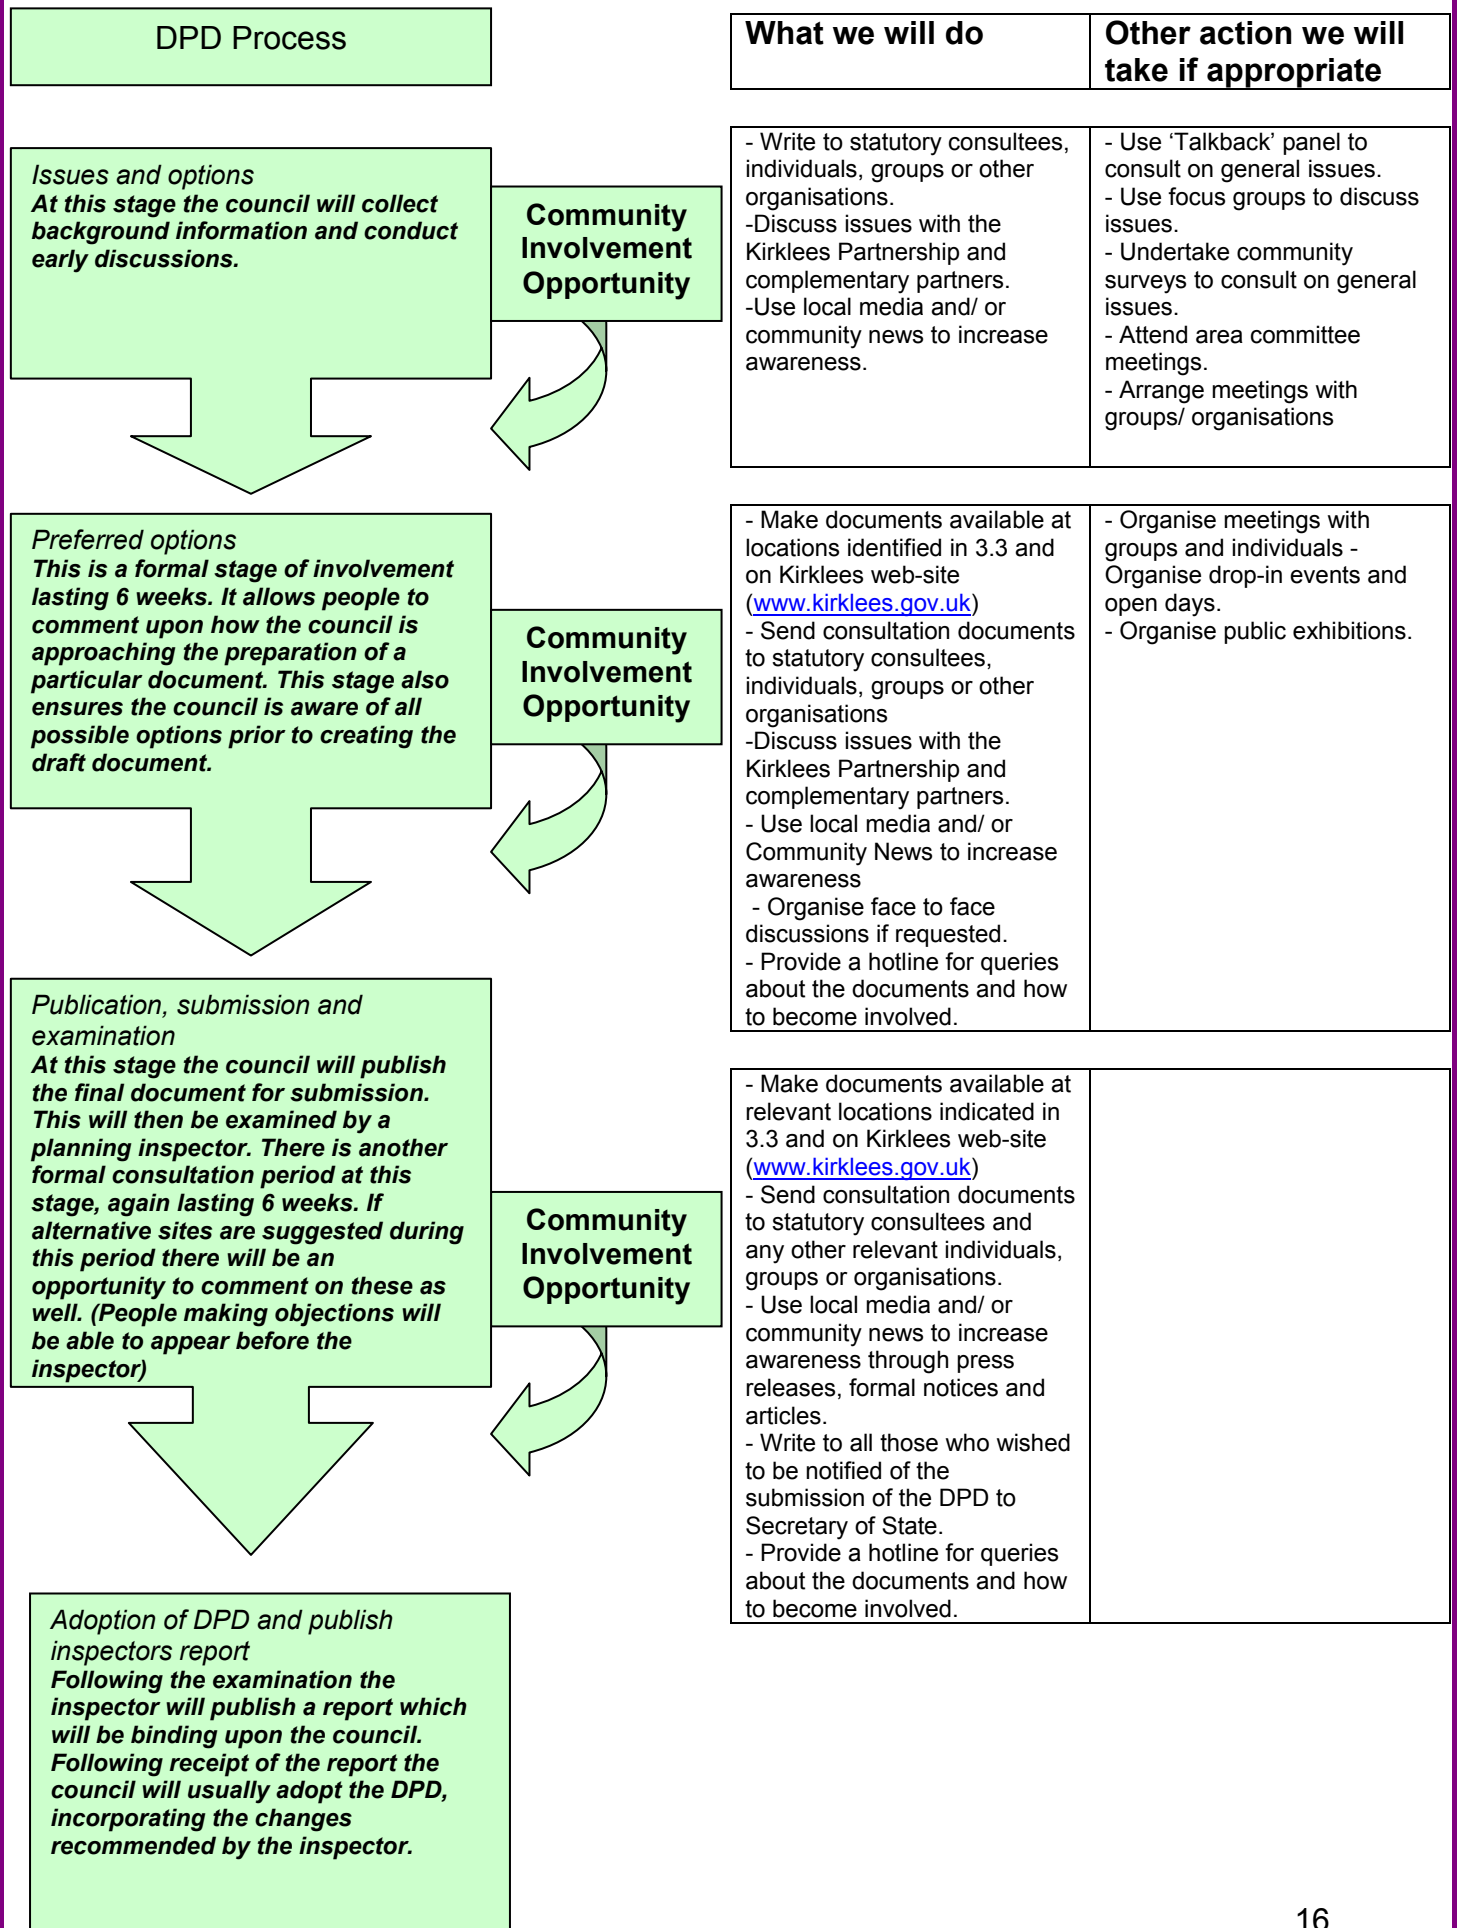 DPD Process
What we will do
Other action we will
take if appropriate
Issues and options
At this stage the council will collect
background information and conduct
early discussions.
Community
Involvement
Opportunity
- Write to statutory consultees,
individuals, groups or other
organisations.
-Discuss issues with the
Kirklees Partnership and
complementary partners.
-Use local media and/ or
community news to increase
awareness.
- Use ‘Talkback’ panel to
consult on general issues.
- Use focus groups to discuss
issues.
- Undertake community
surveys to consult on general
issues.
- Attend area committee
meetings.
- Arrange meetings with
groups/ organisations
Preferred options
This is a formal stage of involvement
lasting 6 weeks. It allows people to
comment upon how the council is
approaching the preparation of a
particular document. This stage also
ensures the council is aware of all
possible options prior to creating the
draft document.
Community
Involvement
Opportunity
- Make documents available at
locations identified in 3.3 and
on Kirklees web-site
(www.kirklees.gov.uk)
- Send consultation documents
to statutory consultees,
individuals, groups or other
organisations
-Discuss issues with the
Kirklees Partnership and
complementary partners.
- Use local media and/ or
Community News to increase
awareness
- Organise face to face
discussions if requested.
- Provide a hotline for queries
about the documents and how
to become involved.
- Organise meetings with
groups and individuals -
Organise drop-in events and
open days.
- Organise public exhibitions.
Publication, submission and
examination
At this stage the council will publish
the final document for submission.
This will then be examined by a
planning inspector. There is another
formal consultation period at this
stage, again lasting 6 weeks. If
alternative sites are suggested during
this period there will be an
opportunity to comment on these as
well. (People making objections will
be able to appear before the
inspector)
Community
Involvement
Opportunity
- Make documents available at
relevant locations indicated in
3.3 and on Kirklees web-site
(www.kirklees.gov.uk)
- Send consultation documents
to statutory consultees and
any other relevant individuals,
groups or organisations.
- Use local media and/ or
community news to increase
awareness through press
releases, formal notices and
articles.
- Write to all those who wished
to be notified of the
submission of the DPD to
Secretary of State.
- Provide a hotline for queries
about the documents and how
to become involved.
Adoption of DPD and publish
inspectors report
Following the examination the
inspector will publish a report which
will be binding upon the council.
Following receipt of the report the
council will usually adopt the DPD,
incorporating the changes
recommended by the inspector.
16